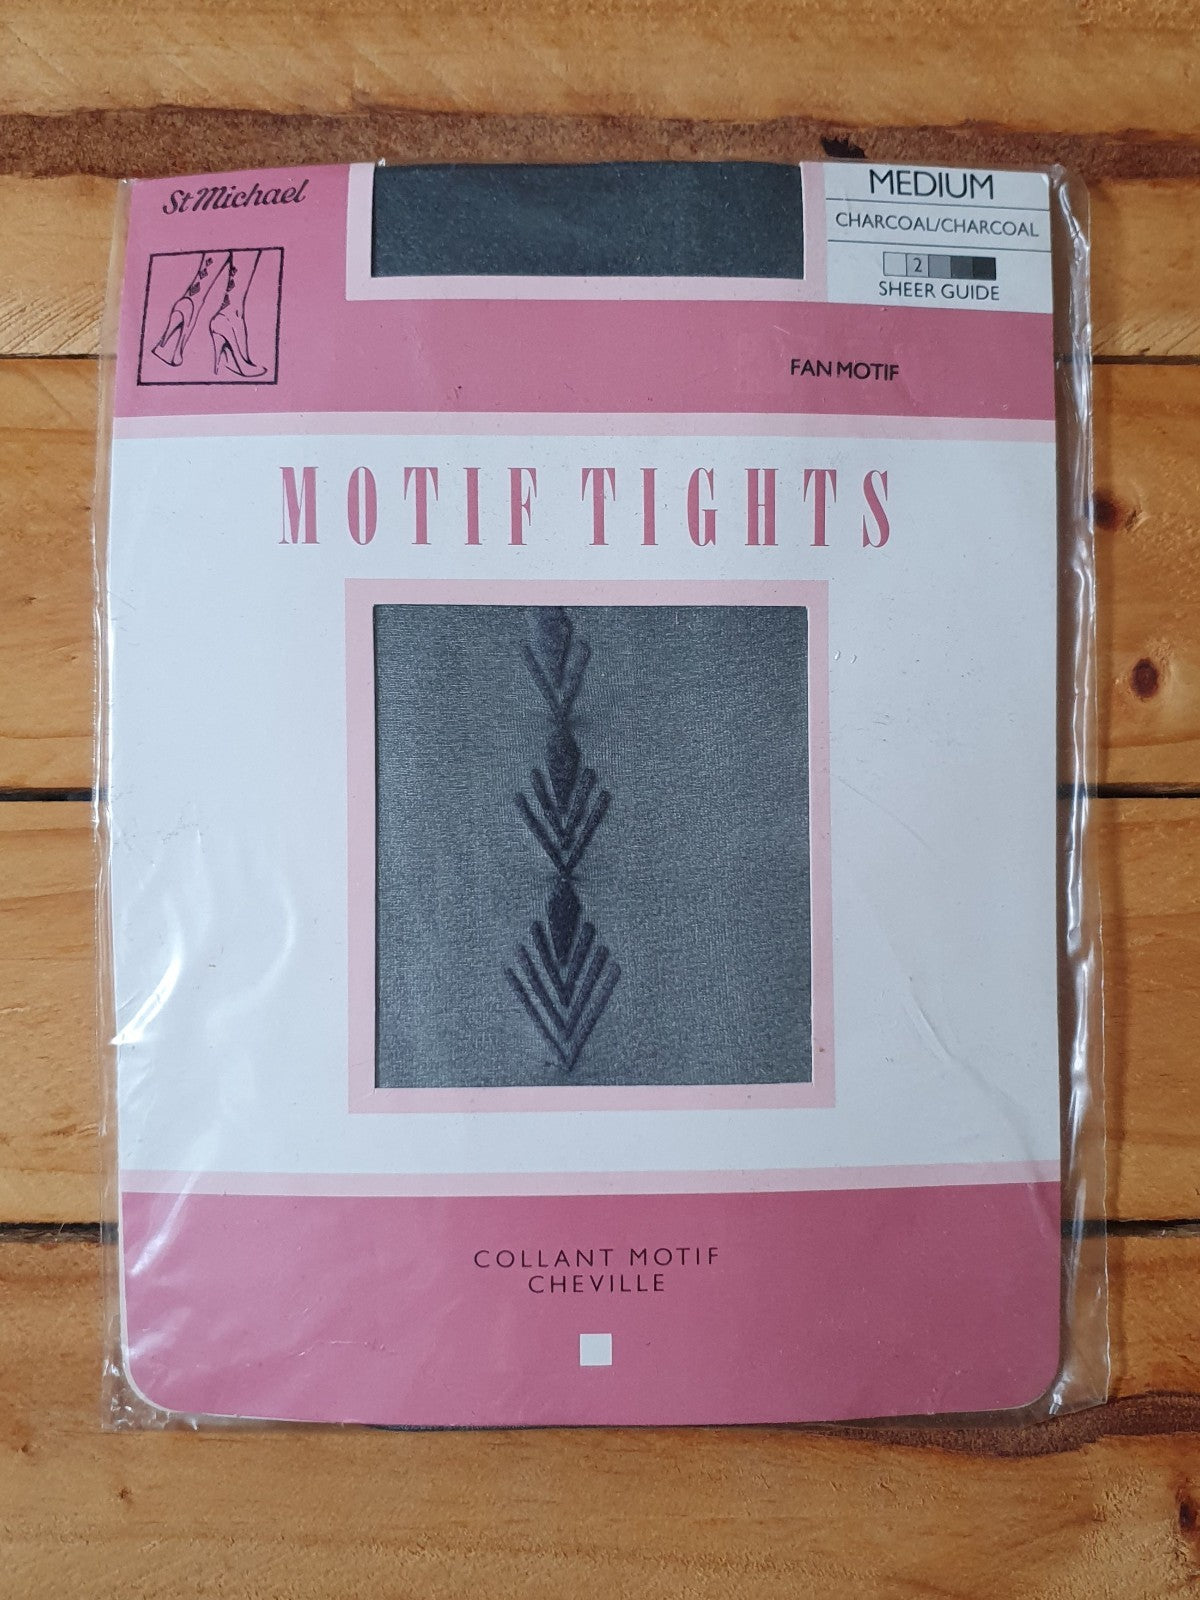 St Michael
MEDIUM
CHARCOAL/CHARCOAL
2
SHEER GUIDE
FAN MOTIF
MOTIF TIGHTS
COLLANT MOTIF
CHEVILLE